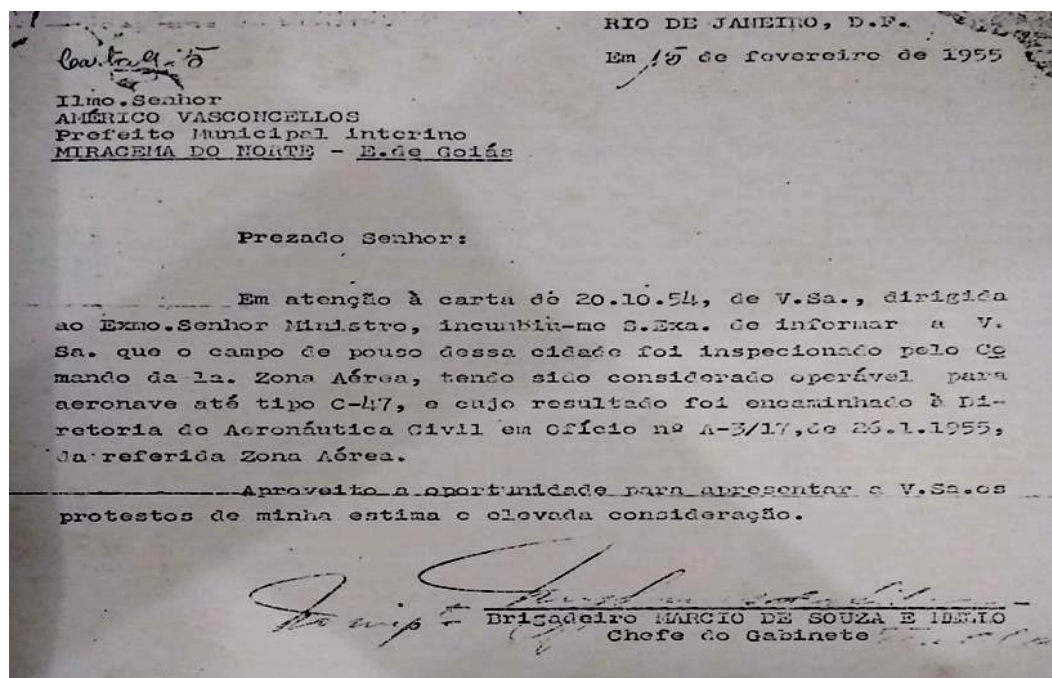 RIO DE JANEIRO, D.F.
Em 15 de fevereiro de 1955
Ilmo.Senhor
AMÉRICO VASCONCELLOS
Prefeito Municipal interino
MIRACEMA DO NORTE - E.de Goiás
Prezado Senhor:
Em atenção à carta de 20.10.54, de V.Sa., dirigida
ao Exmo.Senhor Ministro, incumbiu-me S.Exa. de informar a V.
Sa. que o campo de pouso dessa cidade foi inspecionado pelo Co
mando da 1a. Zona Aérea, tendo sido considerado operável para
aeronave até tipo C-47, e cujo resultado foi encaminhado à Di-
retoria de Aeronáutica Civil em Ofício nº A-3/17,de 26.1.1955,
da referida Zona Aérea.
Aproveito a oportunidade para apresentar a V.Sa.os
protestos de minha estima e elevada consideração.
Brigadeiro MARCIO DE SOUZA E MELLO
Chefe do Gabinete